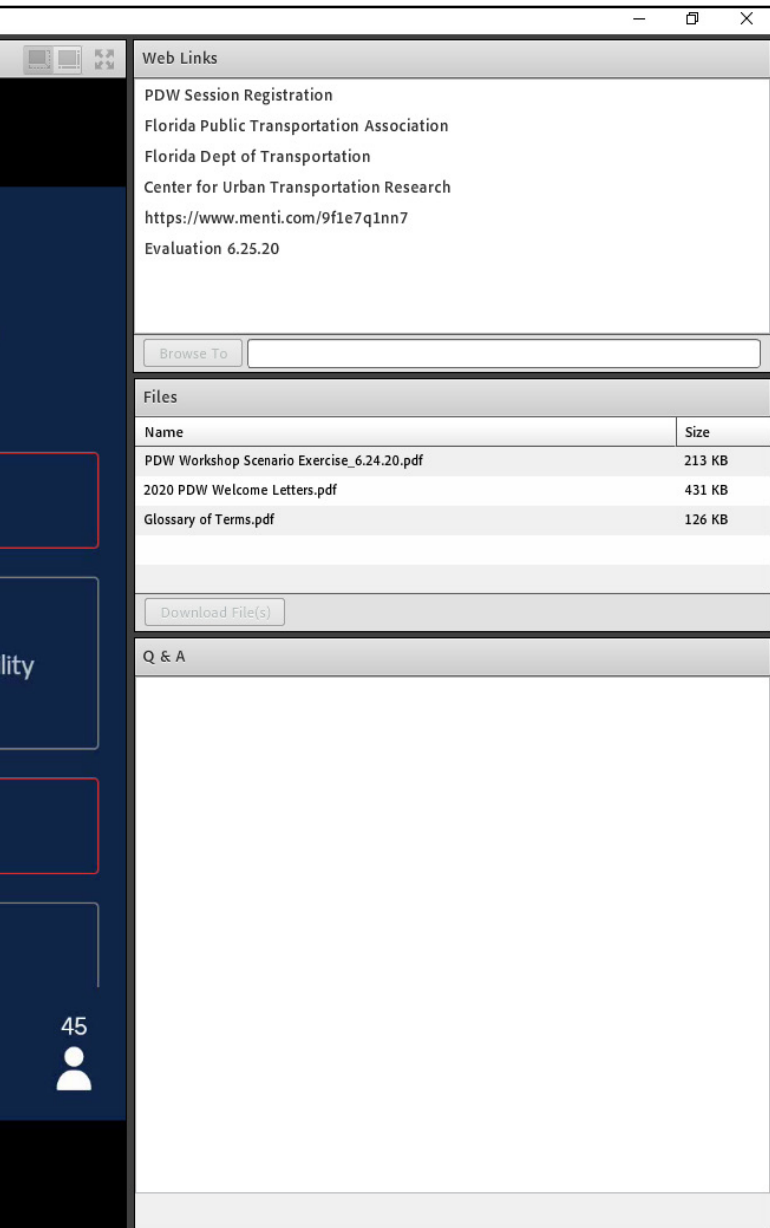 Web Links
PDW Session Registration
Florida Public Transportation Association
Florida Dept of Transportation
Center for Urban Transportation Research
https://www.menti.com/9f1e7q1nn7
Evaluation 6.25.20
Browse To
Files
Name Size
PDW Workshop Scenario Exercise_6.24.20.pdf 213 KB
2020 PDW Welcome Letters.pdf 431 KB
Glossary of Terms.pdf 126 KB
Download File(s)
Q & A
lity
45